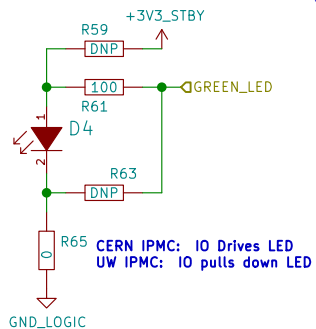 +3V3_STBY
R59
DNP
100
GREEN_LED
R61
1
D4
2
R63
DNP
R65
0
CERN IPMC: IO Drives LED
UW IPMC: IO pulls down LED
GND_LOGIC